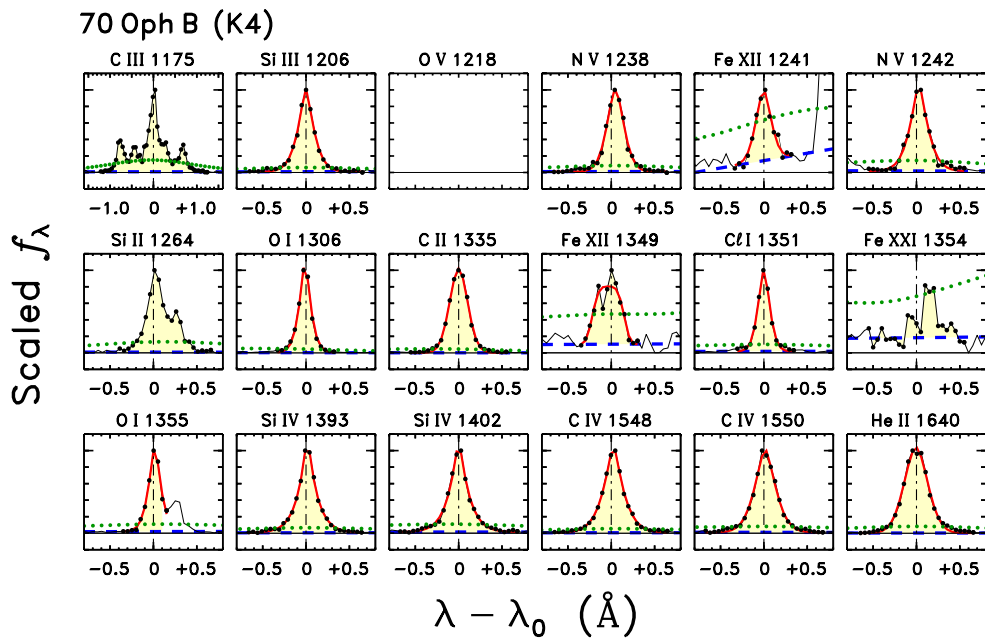 70 Oph B (K4)
C III 1175 Si III 1206 O V 1218 N V 1238 Fe XII 1241 N V 1242
−1.0 0 +1.0 −0.5 0 +0.5 −0.5 0 +0.5 −0.5 0 +0.5 −0.5 0 +0.5
Si II 1264 O I 1306 C II 1335 Fe XII 1349 Cℓ I 1351 Fe XXI 1354
−0.5 0 +0.5 −0.5 0 +0.5 −0.5 0 +0.5 −0.5 0 +0.5 −0.5 0 +0.5 −0.5 0 +0.5
O I 1355 Si IV 1393 Si IV 1402 C IV 1548 C IV 1550 He II 1640
−0.5 0 +0.5 −0.5 0 +0.5 −0.5 0 +0.5 −0.5 0 +0.5 −0.5 0 +0.5 −0.5 0 +0.5
Scaled fλ
λ − λ0 (Å)